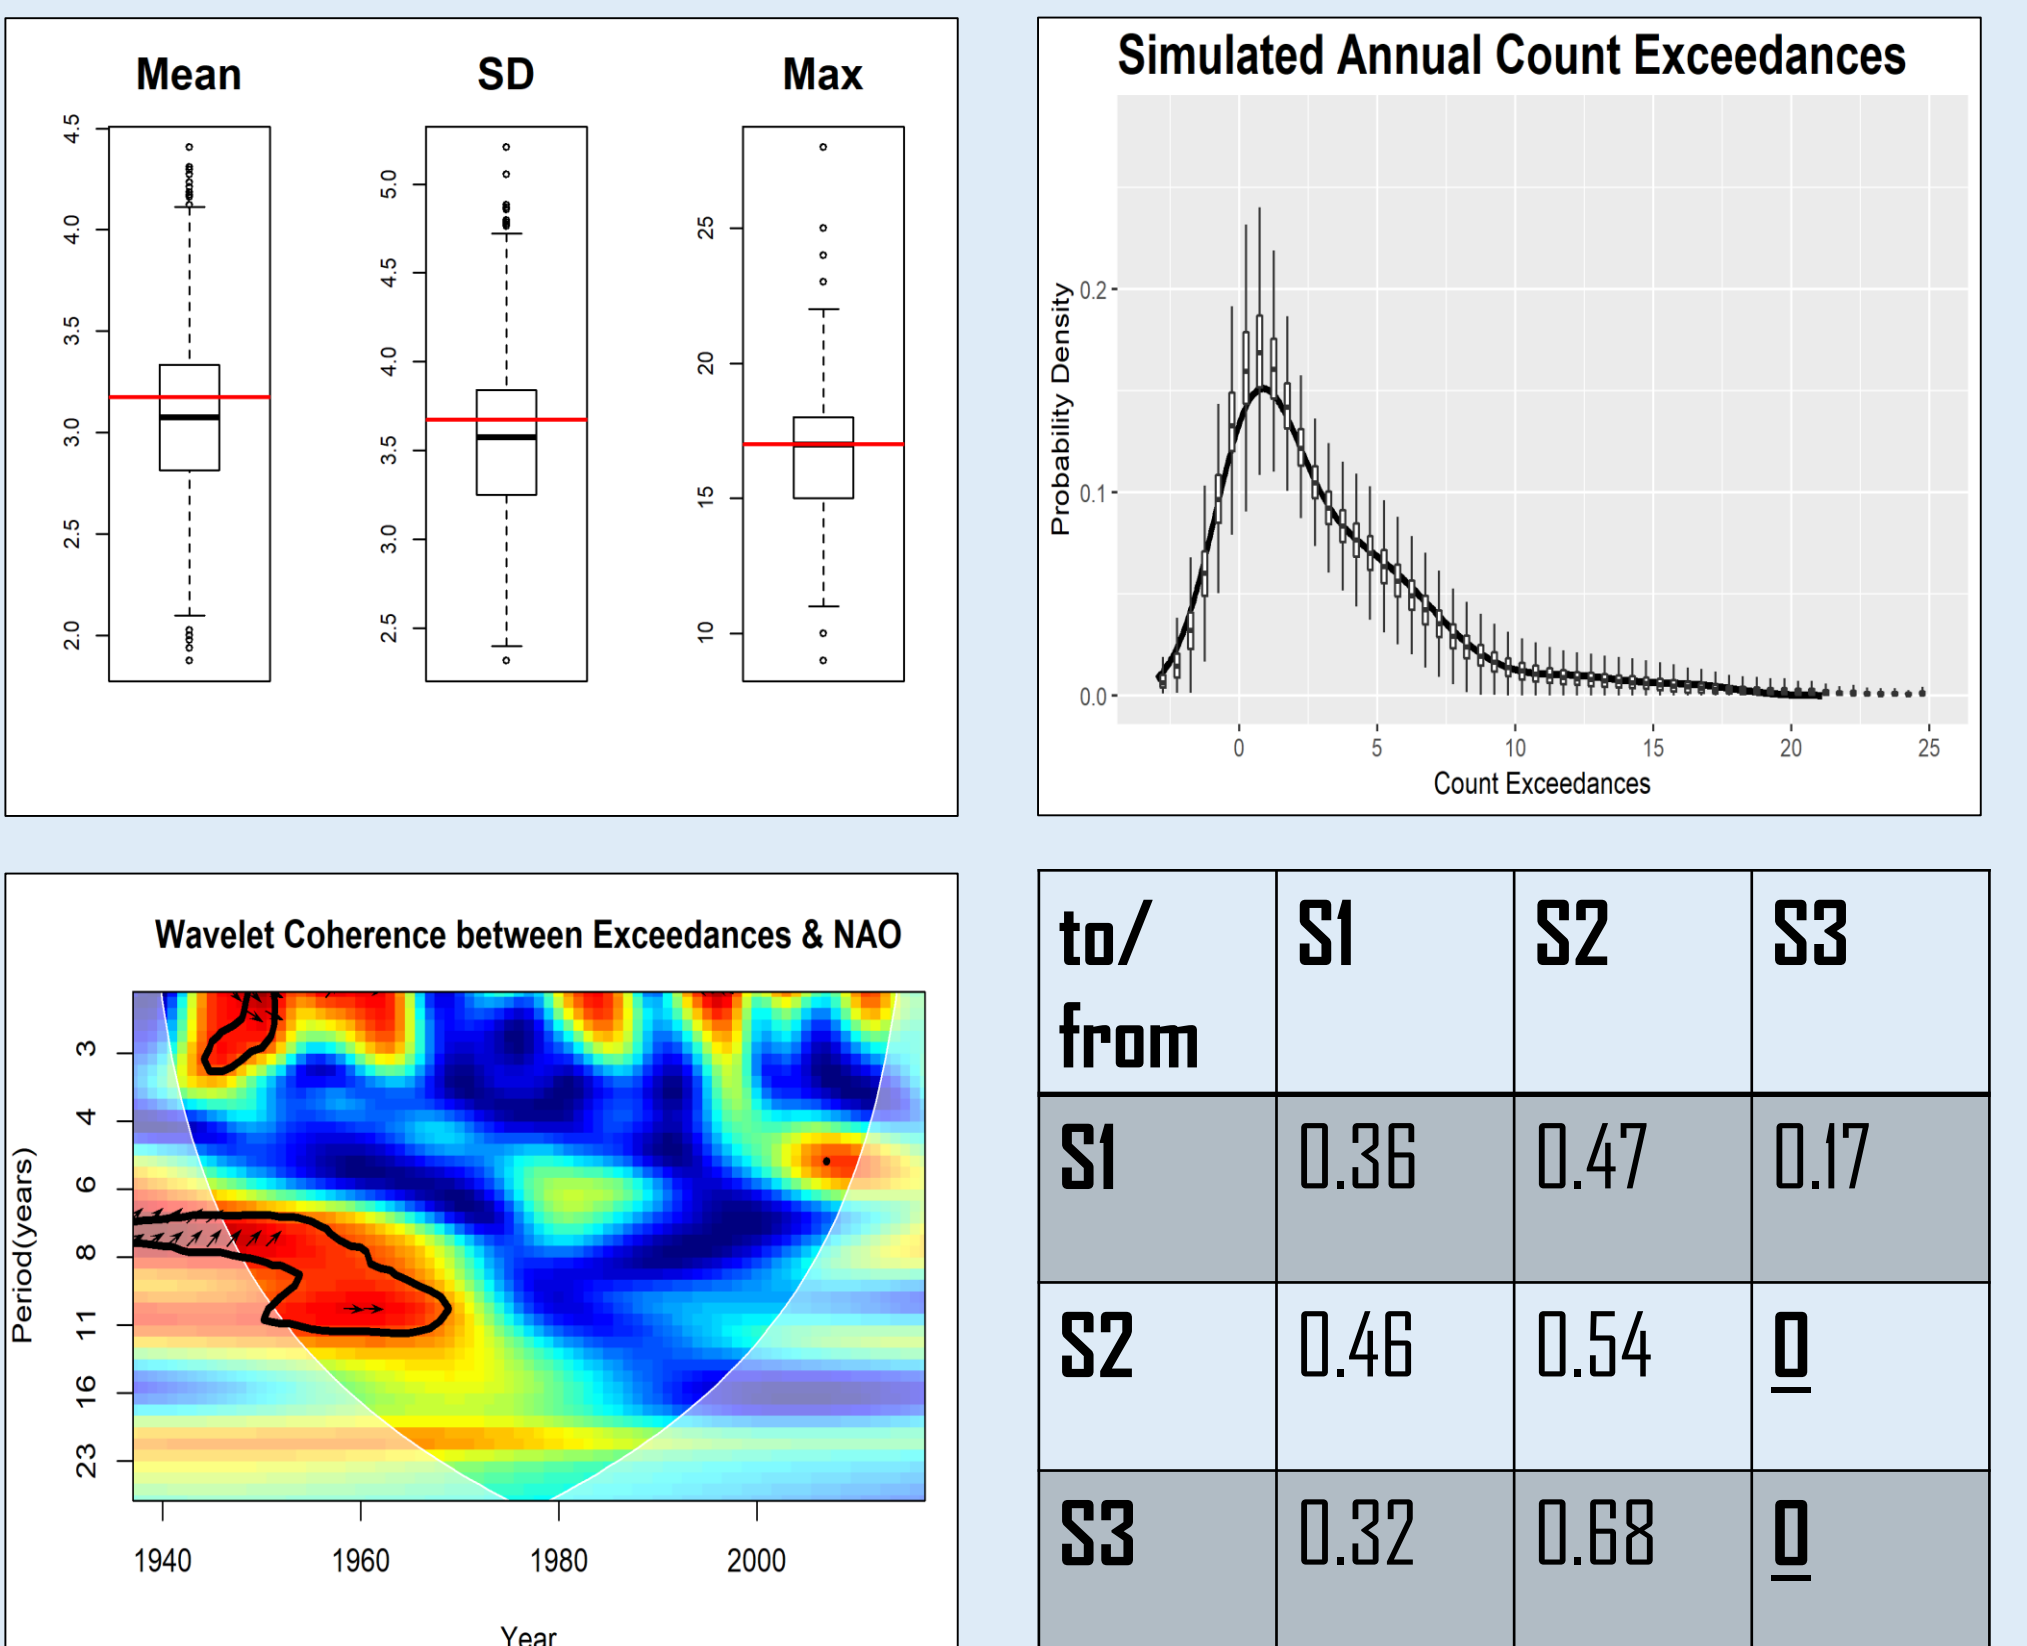 Mean
SD
Max
4.5
4.0
3.5
3.0
2.5
2.0
5.0
4.5
4.0
3.5
3.0
2.5
25
20
15
10
Simulated Annual Count Exceedances
Probability Density
0.2
0.1
0.0
0
5
10
15
20
25
Count Exceedances
Wavelet Coherence between Exceedances & NAO
Period(years)
3
4
6
8
11
16
23
1940
1960
1980
2000
Year
to/ S1 S2 S3
from
S1 0.36 0.47 0.17
S2 0.46 0.54 0
S3 0.32 0.68 0